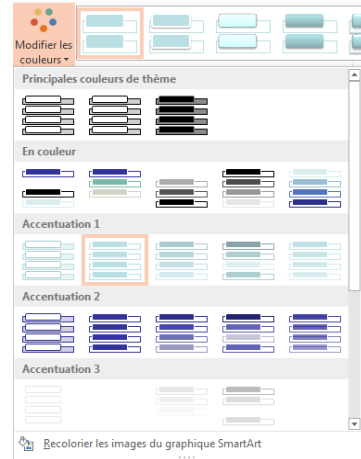 Modifier les
couleurs
Principales couleurs de thème
En couleur
Accentuation 1
Accentuation 2
Accentuation 3
Recolorier les images du graphique SmartArt